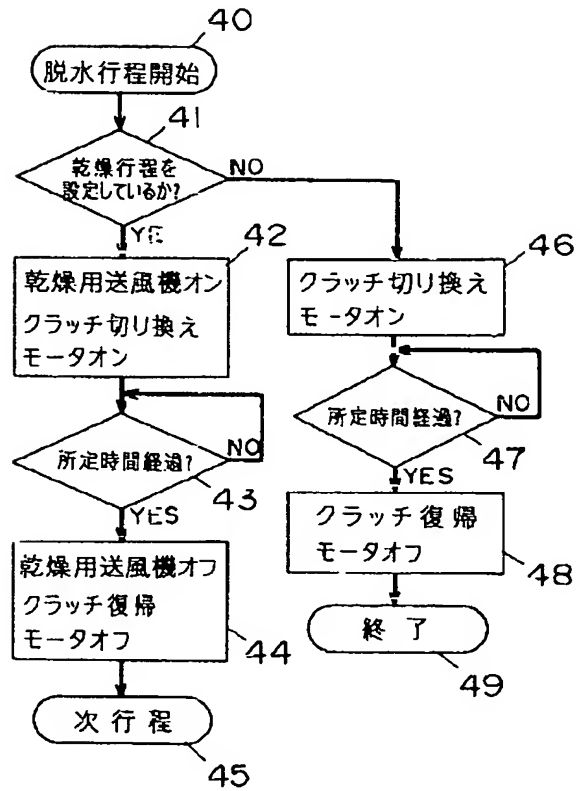 40
脱水行程開始
41
乾燥行程を
設定しているか?
NO
YE
42
乾燥用送風機オン
クラッチ切り換え
モータオン
46
クラッチ切り換え
モータオン
所定時間経過?
NO
43
YES
所定時間経過?
NO
47
YES
乾燥用送風機オフ
クラッチ復帰
モータオフ
44
クラッチ復帰
モータオフ
48
次行程
45
終了
49